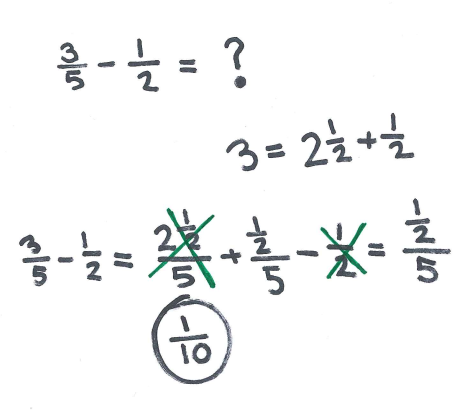 3/5 - 1/2 = ?
3 = 2 1/2 + 1/2
3/5 - 1/2 = (2 1/2)/5 + (1/2)/5 - 1/2 = (1/2)/5
1/10